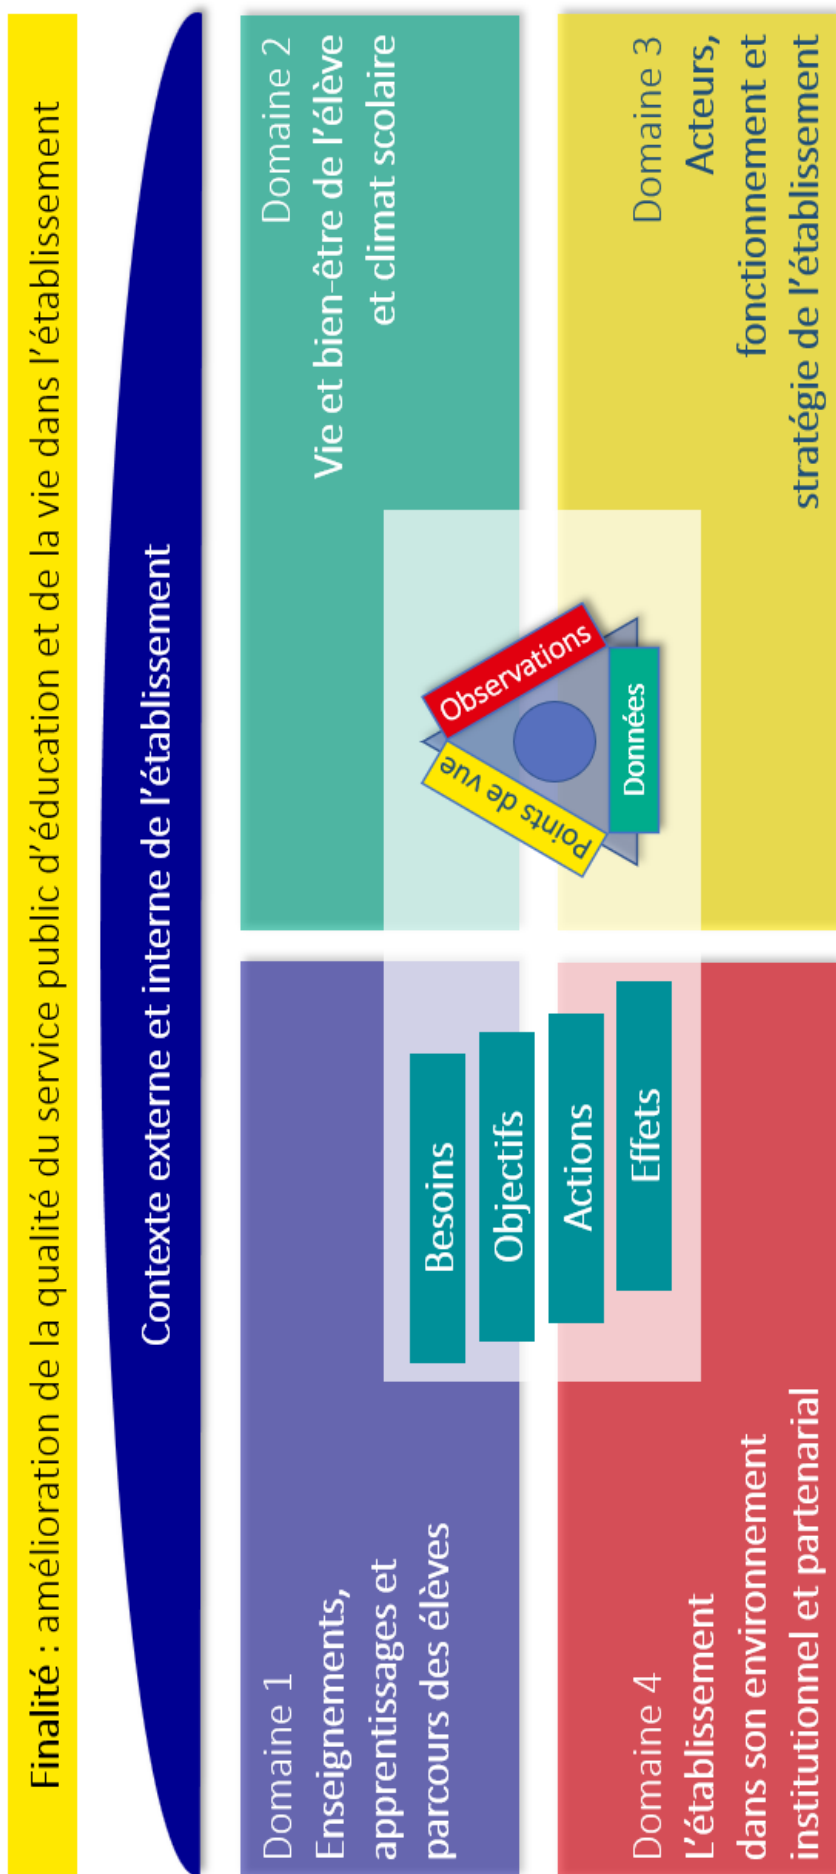 Finalité : amélioration de la qualité du service public d'éducation et de la vie dans l'établissement
Contexte externe et interne de l'établissement
Domaine 1
Enseignements,
apprentissages et
parcours des élèves
Domaine 2
Vie et bien-être de l'élève
et climat scolaire
Besoins
Objectifs
Actions
Effets
Points de vue
Observations
Données
Domaine 4
L'établissement
dans son environnement
institutionnel et partenarial
Domaine 3
Acteurs,
fonctionnement et
stratégie de l'établissement